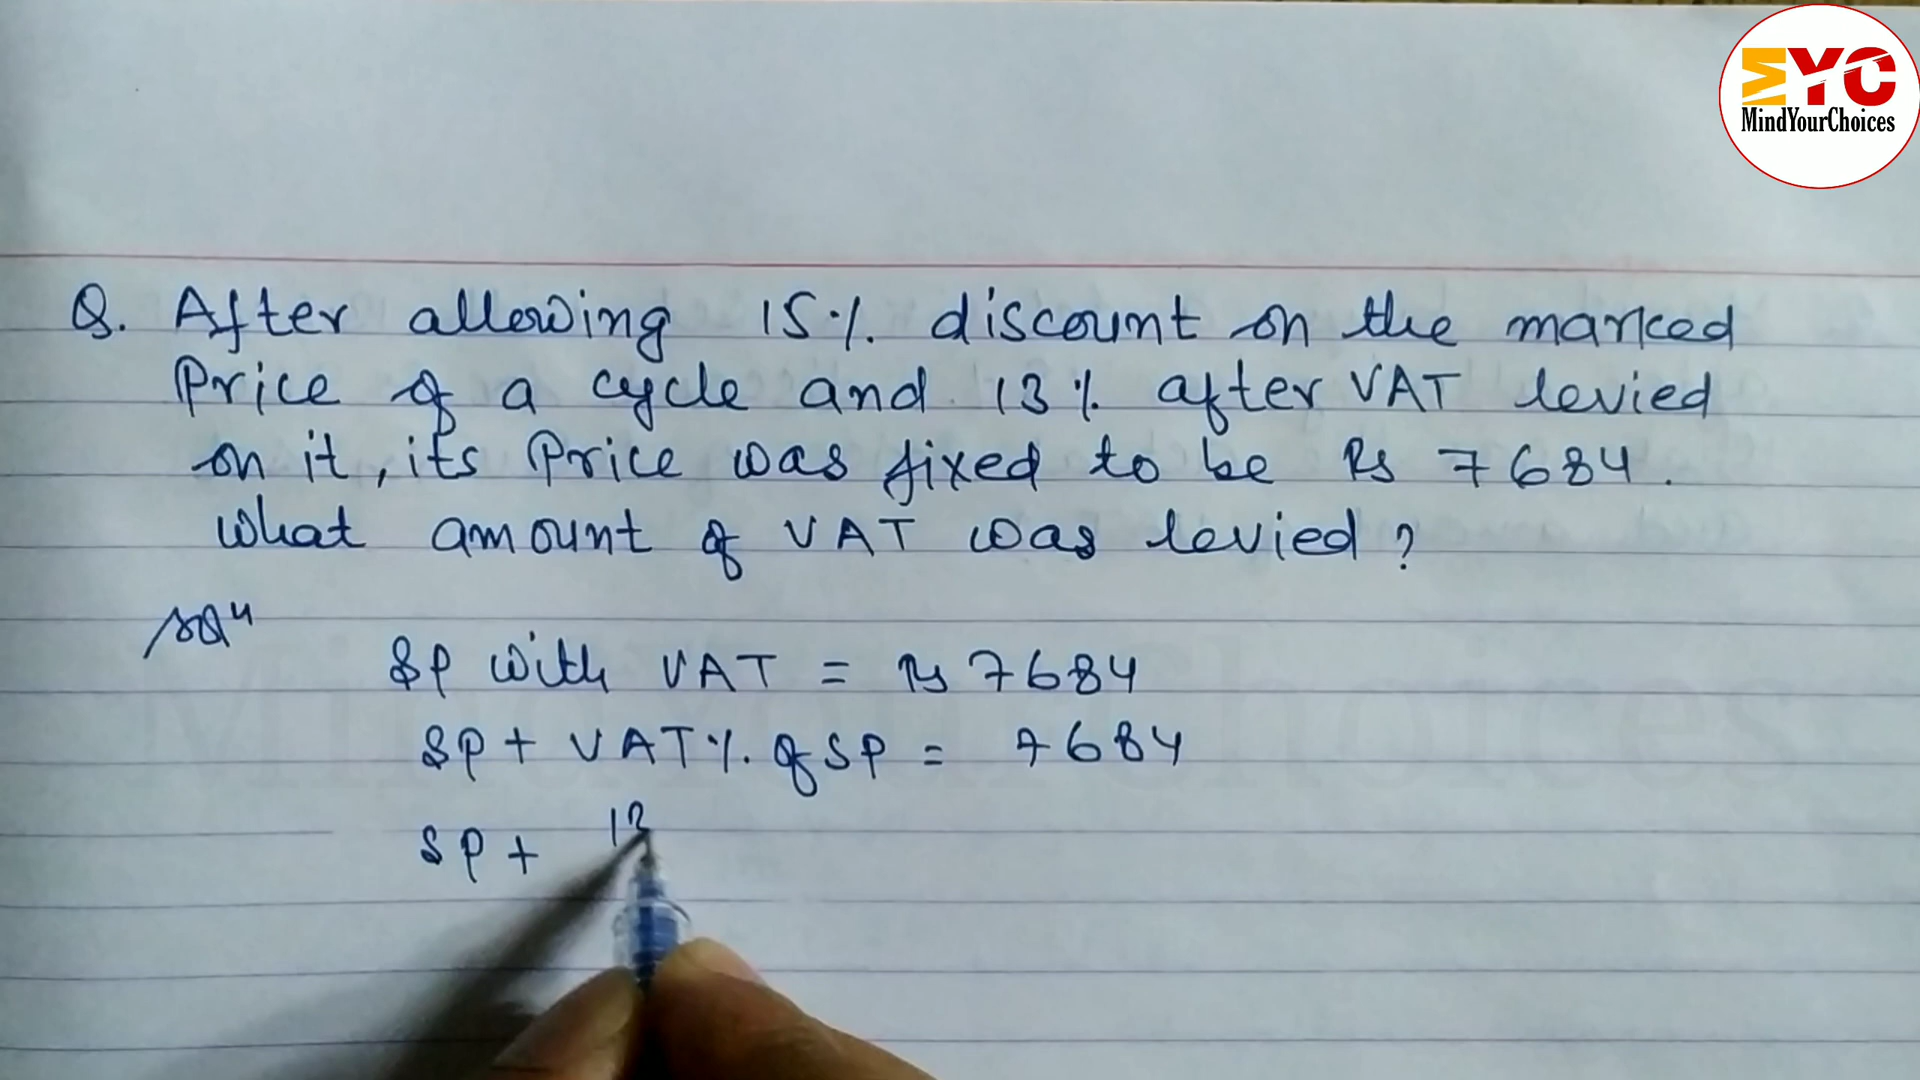 MYC
MindYourChoices
Q. After allowing 15% discount on the marked
Price of a cycle and 13% after VAT levied
on it, its Price was fixed to be Rs 7684.
What amount of VAT was levied?
Sol<sup>n</sup>
SP with VAT = Rs 7684
SP + VAT% of SP = 7684
SP + 13